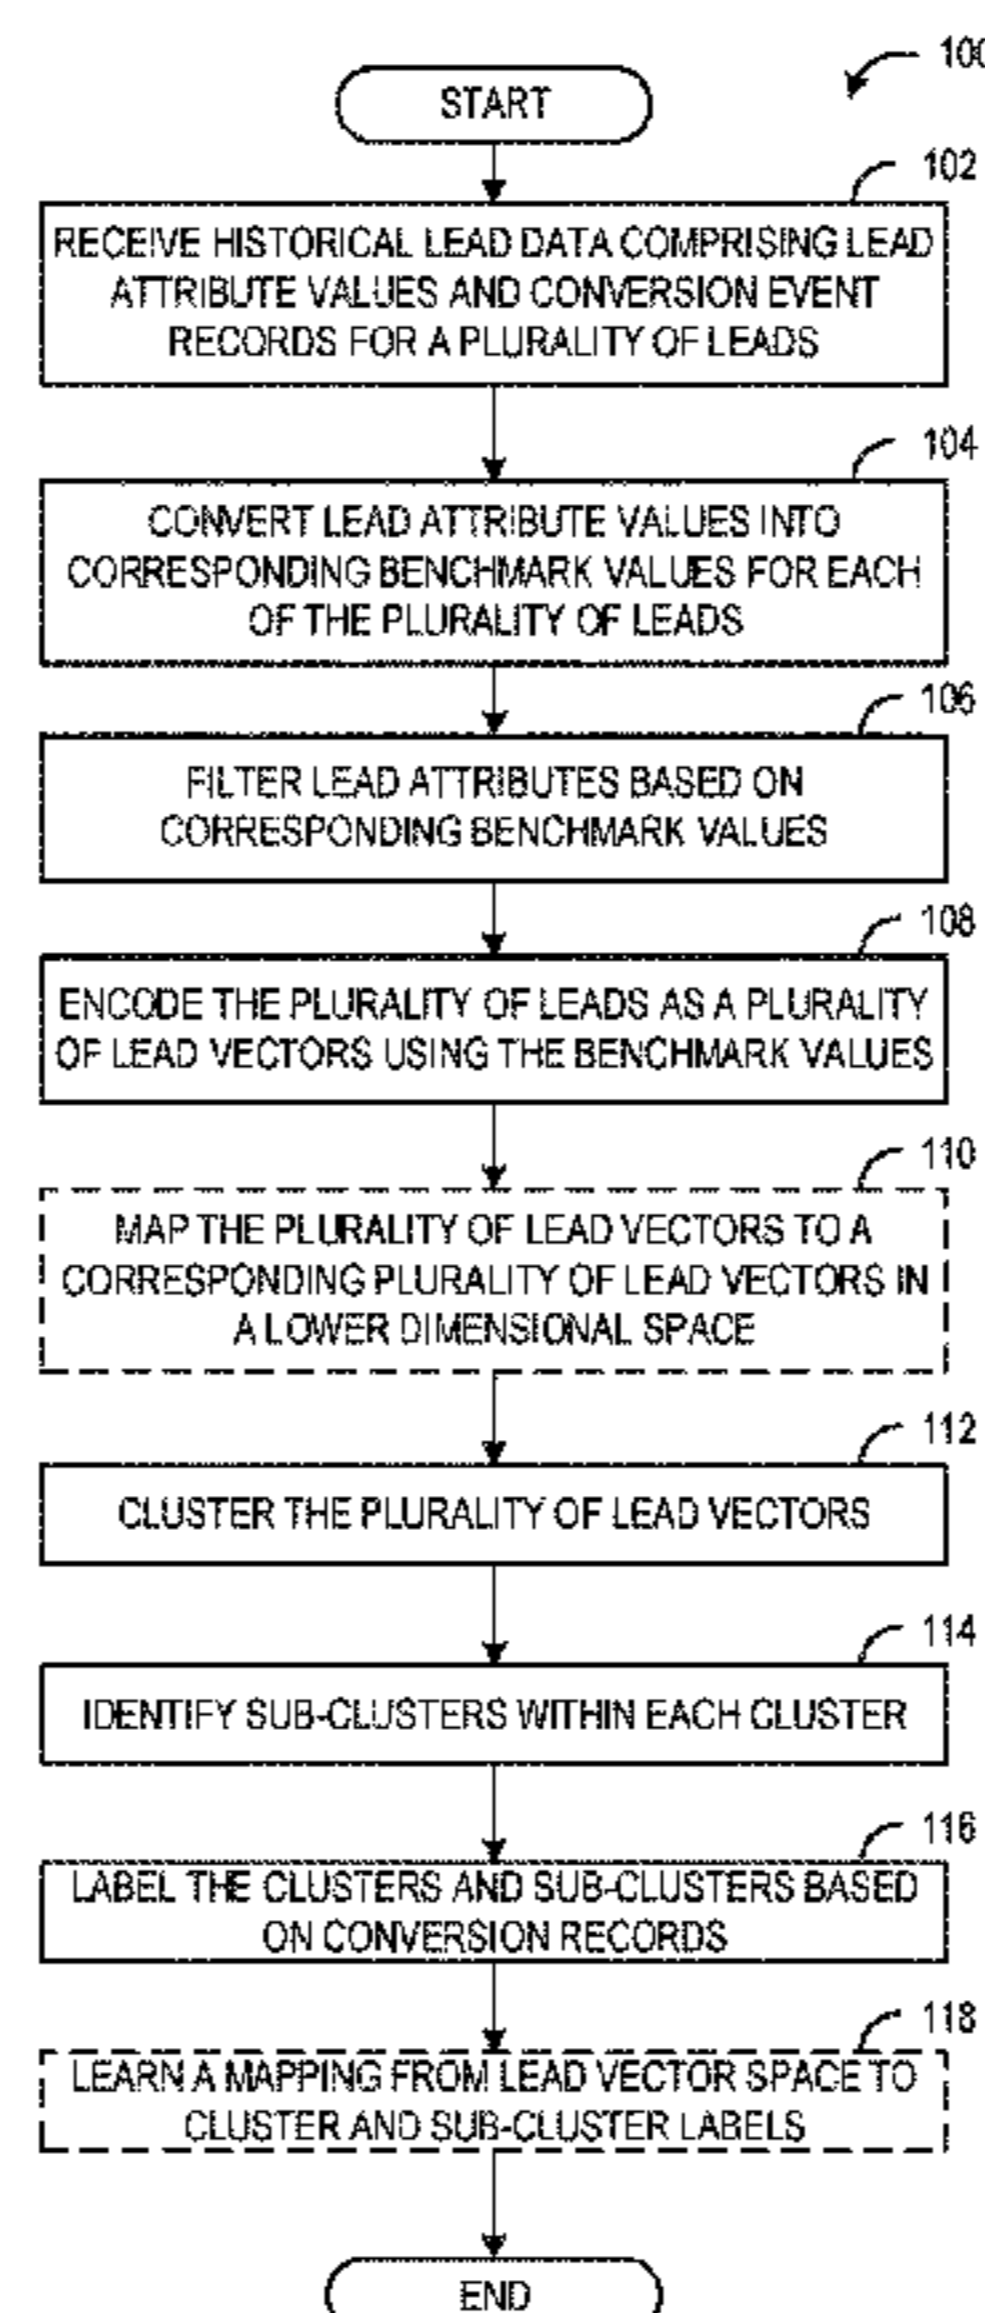 100
START
102
RECEIVE HISTORICAL LEAD DATA COMPRISING LEAD
ATTRIBUTE VALUES AND CONVERSION EVENT
RECORDS FOR A PLURALITY OF LEADS
104
CONVERT LEAD ATTRIBUTE VALUES INTO
CORRESPONDING BENCHMARK VALUES FOR EACH
OF THE PLURALITY OF LEADS
106
FILTER LEAD ATTRIBUTES BASED ON
CORRESPONDING BENCHMARK VALUES
108
ENCODE THE PLURALITY OF LEADS AS A PLURALITY
OF LEAD VECTORS USING THE BENCHMARK VALUES
110
MAP THE PLURALITY OF LEAD VECTORS TO A
CORRESPONDING PLURALITY OF LEAD VECTORS IN
A LOWER DIMENSIONAL SPACE
112
CLUSTER THE PLURALITY OF LEAD VECTORS
114
IDENTIFY SUB-CLUSTERS WITHIN EACH CLUSTER
116
LABEL THE CLUSTERS AND SUB-CLUSTERS BASED
ON CONVERSION RECORDS
118
LEARN A MAPPING FROM LEAD VECTOR SPACE TO
CLUSTER AND SUB-CLUSTER LABELS
END